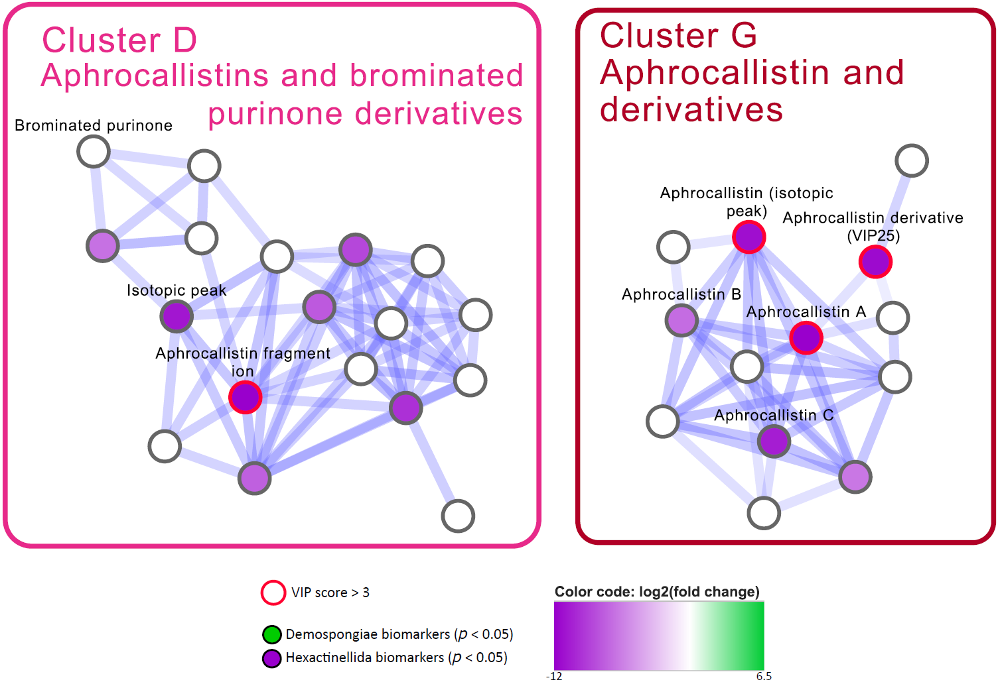 Cluster D
Aphrocallistins and brominated
purinone derivatives
Brominated purinone
Isotopic peak
Aphrocallistin fragment
ion
Cluster G
Aphrocallistin and
derivatives
Aphrocallistin (isotopic
peak)
Aphrocallistin derivative
(VIP25)
Aphrocallistin B
Aphrocallistin A
Aphrocallistin C
VIP score > 3
Demospongiae biomarkers (p < 0.05)
Hexactinellida biomarkers (p < 0.05)
Color code: log2(fold change)
-12
6.5